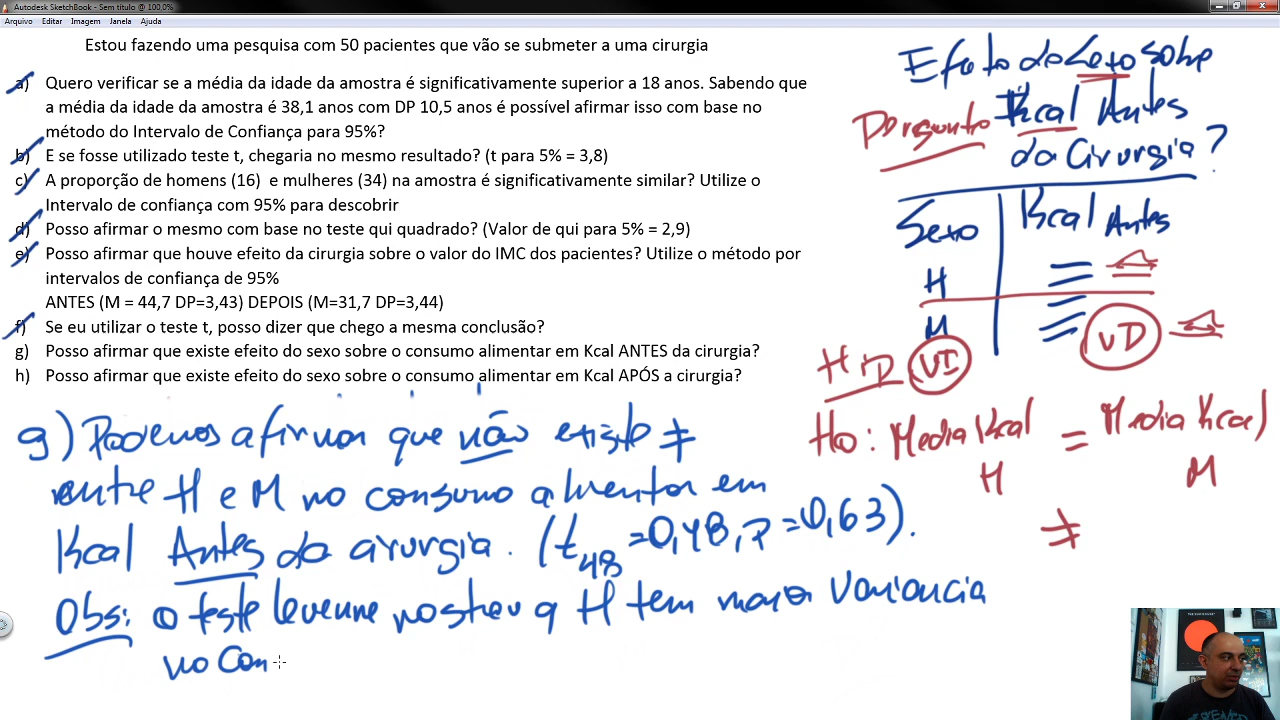 Autodesk SketchBook - Sem título @ 100,0%
Arquivo Editar Imagem Janela Ajuda
Estou fazendo uma pesquisa com 50 pacientes que vão se submeter a uma cirurgia
a) Quero verificar se a média da idade da amostra é significativamente superior a 18 anos. Sabendo que
a média da idade da amostra é 38,1 anos com DP 10,5 anos é possível afirmar isso com base no
método do Intervalo de Confiança para 95%?
b) E se fosse utilizado teste t, chegaria no mesmo resultado? (t para 5% = 3,8)
c) A proporção de homens (16) e mulheres (34) na amostra é significativamente similar? Utilize o
Intervalo de confiança com 95% para descobrir
d) Posso afirmar o mesmo com base no teste qui quadrado? (Valor de qui para 5% = 2,9)
e) Posso afirmar que houve efeito da cirurgia sobre o valor do IMC dos pacientes? Utilize o método por
intervalos de confiança de 95%
ANTES (M = 44,7 DP=3,43) DEPOIS (M=31,7 DP=3,44)
f) Se eu utilizar o teste t, posso dizer que chego a mesma conclusão?
g) Posso afirmar que existe efeito do sexo sobre o consumo alimentar em Kcal ANTES da cirurgia?
h) Posso afirmar que existe efeito do sexo sobre o consumo alimentar em Kcal APÓS a cirurgia?
Efeito do Sexo sobre
Pergunta Kcal Antes
da Cirurgia?
Sexo Kcal Antes
H
M VD
VI
H0: Media Kcal = Media Kcal
H M
≠
g) Podemos afirmar que não existe ≠
entre H e M no consumo alimentar em
Kcal Antes da cirurgia. (t48 = 0,48, p = 0,63).
Obs: o teste levenne mostrou q H tem maior variancia
no Con